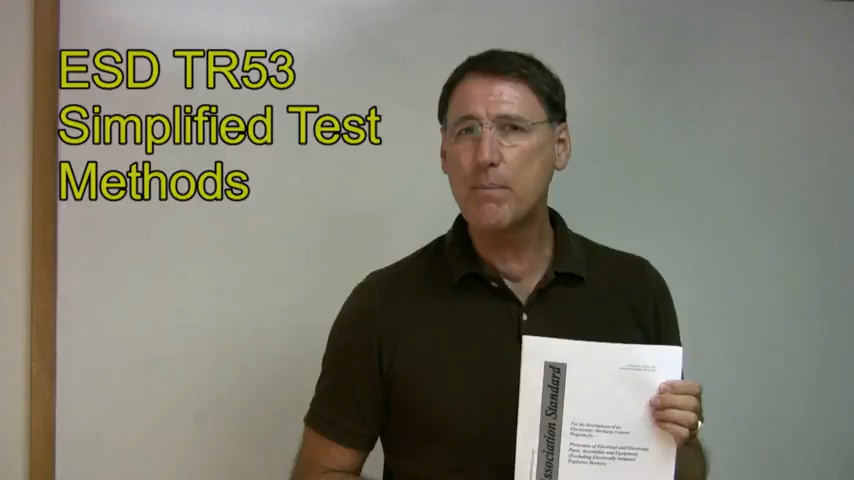 ESD TR53
Simplified Test
Methods
ssociation Standard
For the Development of an
Electrostatic Discharge Control
Program for
Protection of Electrical and Electronic
Parts, Assemblies and Equipment
(Excluding Electrically Initiated
Explosive Devices)